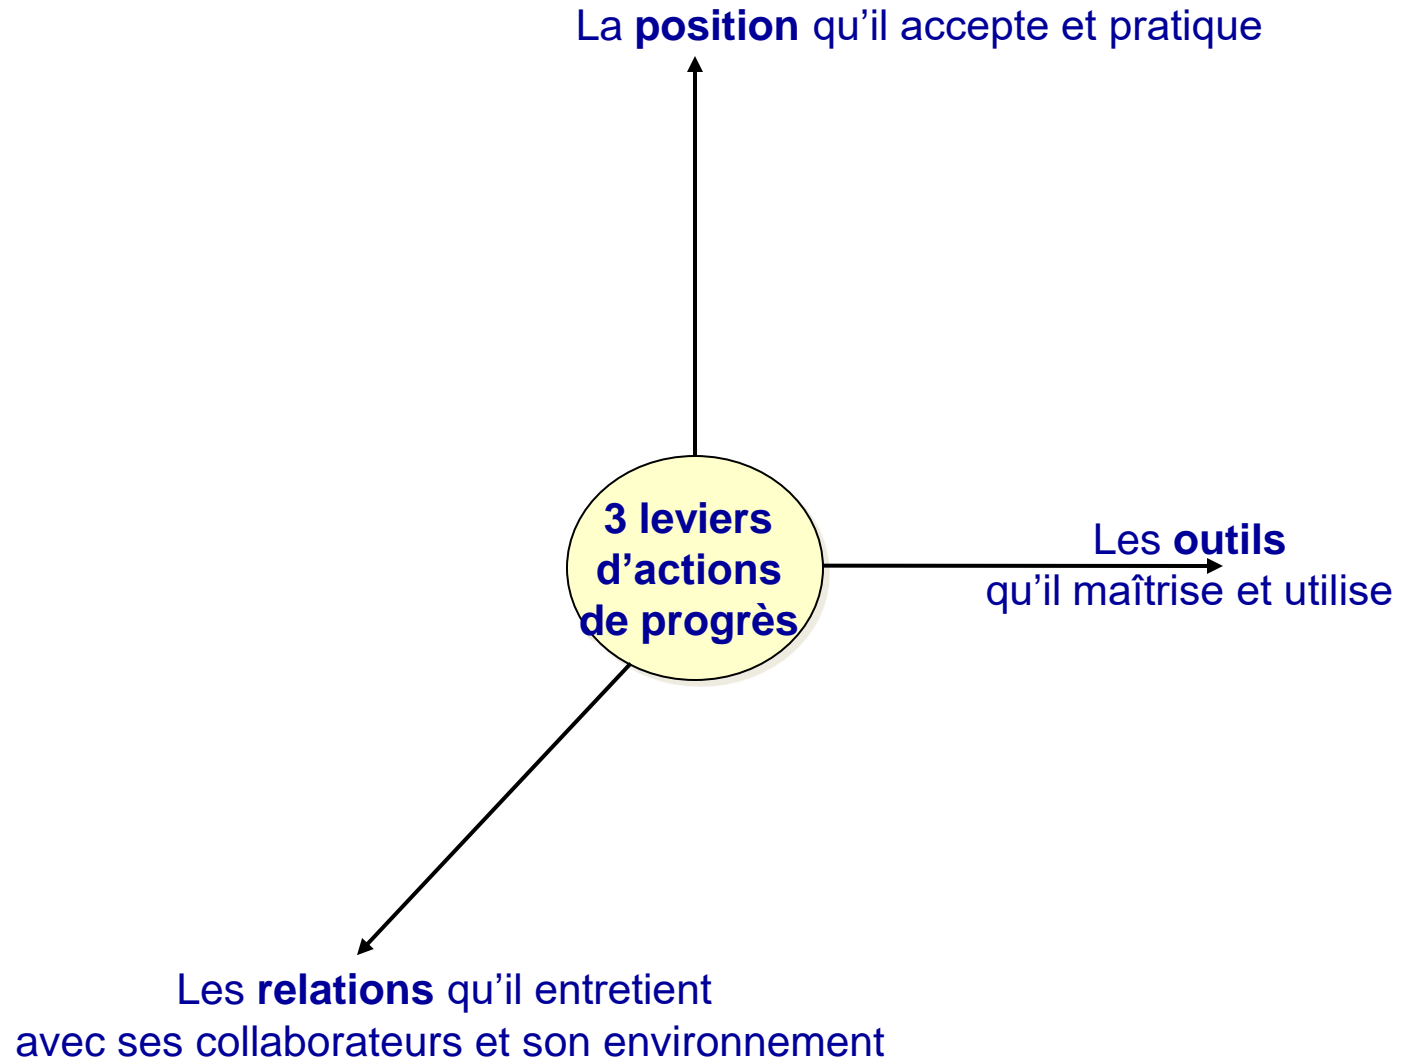 La position qu’il accepte et pratique
3 leviers
d’actions
de progrès
Les outils
qu’il maîtrise et utilise
Les relations qu’il entretient
avec ses collaborateurs et son environnement